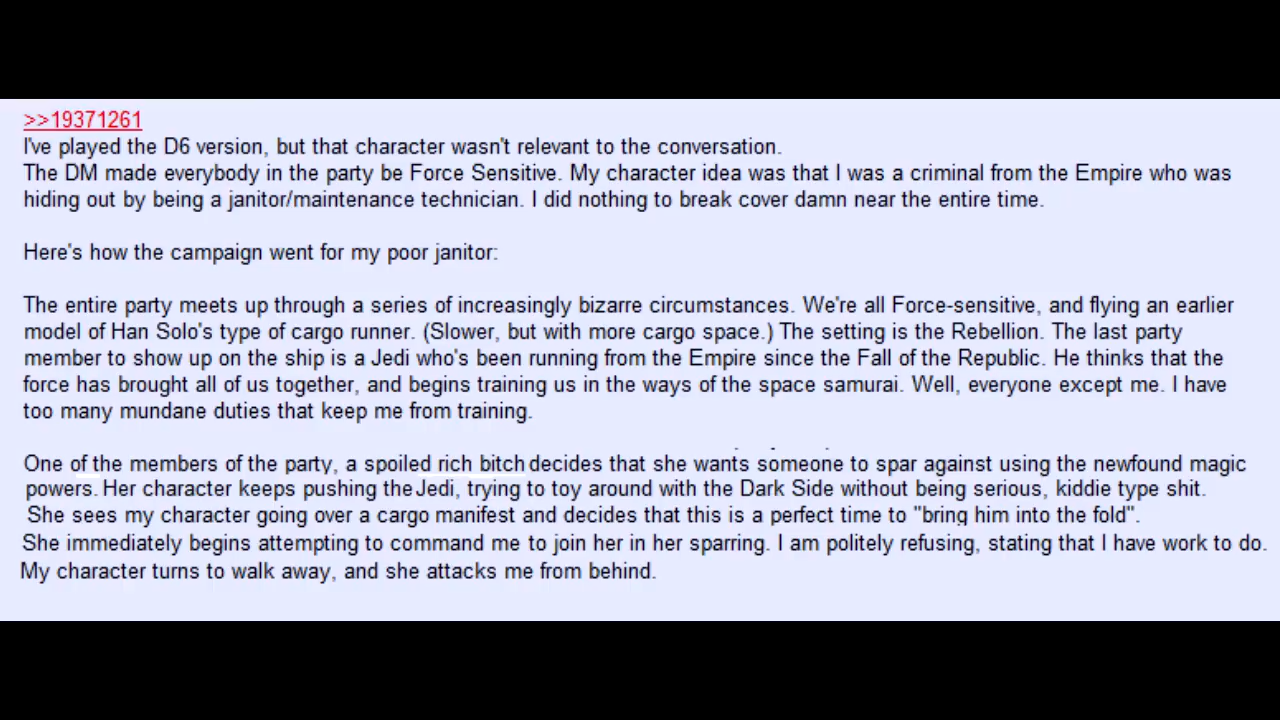 >>19371261
I've played the D6 version, but that character wasn't relevant to the conversation.
The DM made everybody in the party be Force Sensitive. My character idea was that I was a criminal from the Empire who was
hiding out by being a janitor/maintenance technician. I did nothing to break cover damn near the entire time.
Here's how the campaign went for my poor janitor:
The entire party meets up through a series of increasingly bizarre circumstances. We're all Force-sensitive, and flying an earlier
model of Han Solo's type of cargo runner. (Slower, but with more cargo space.) The setting is the Rebellion. The last party
member to show up on the ship is a Jedi who's been running from the Empire since the Fall of the Republic. He thinks that the
force has brought all of us together, and begins training us in the ways of the space samurai. Well, everyone except me. I have
too many mundane duties that keep me from training.
One of the members of the party, a spoiled rich bitch decides that she wants someone to spar against using the newfound magic
powers. Her character keeps pushing the Jedi, trying to toy around with the Dark Side without being serious, kiddie type shit.
She sees my character going over a cargo manifest and decides that this is a perfect time to "bring him into the fold".
She immediately begins attempting to command me to join her in her sparring. I am politely refusing, stating that I have work to do.
My character turns to walk away, and she attacks me from behind.